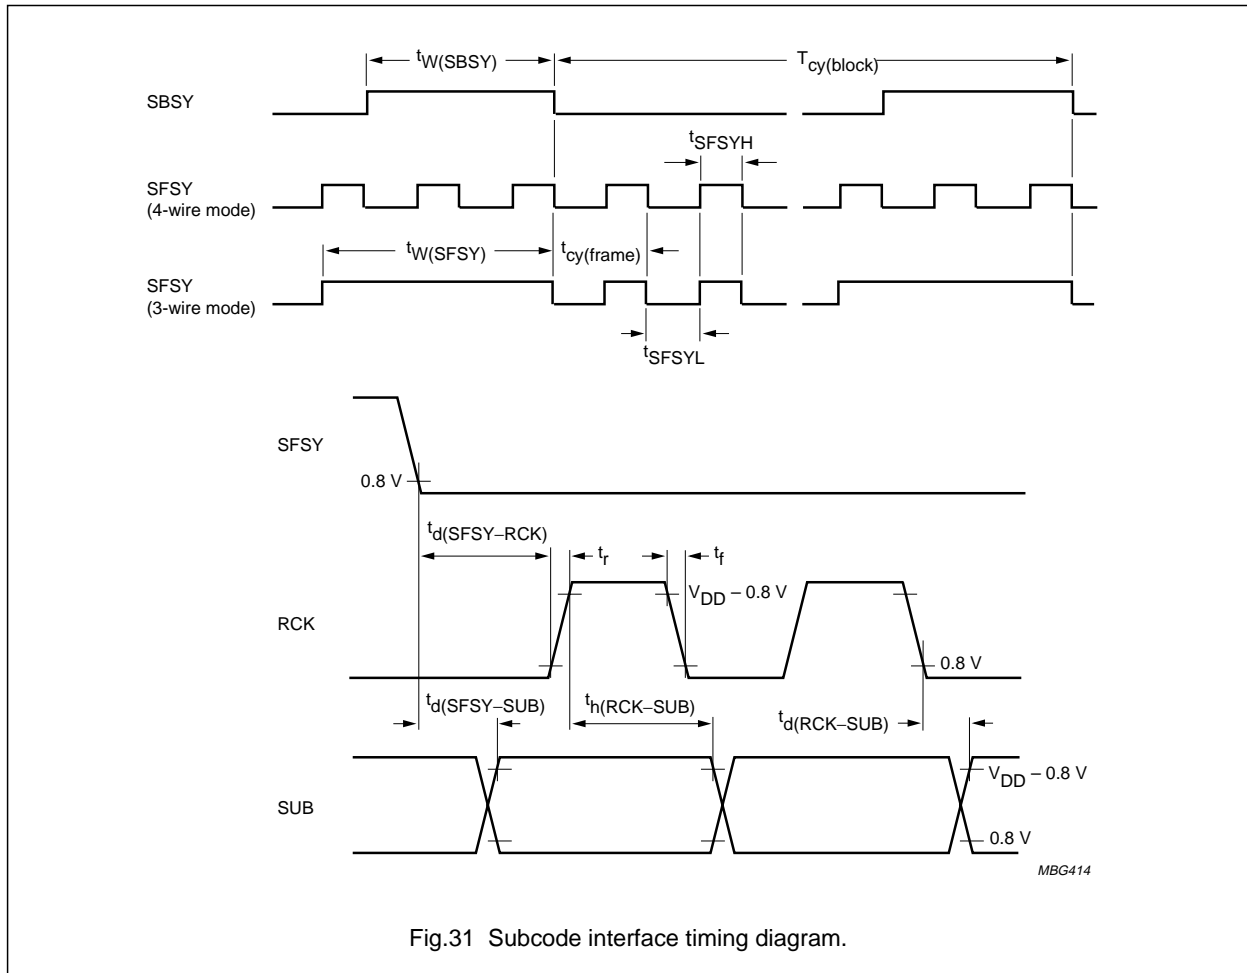 tW(SBSY)
Tcy(block)
SBSY
tSFSYH
SFSY
(4-wire mode)
tW(SFSY)
tcy(frame)
SFSY
(3-wire mode)
tSFSYL
SFSY
0.8 V
td(SFSY–RCK)
tr
tf
VDD – 0.8 V
RCK
0.8 V
td(SFSY–SUB)
th(RCK–SUB)
td(RCK–SUB)
VDD – 0.8 V
SUB
0.8 V
MBG414
Fig.31 Subcode interface timing diagram.